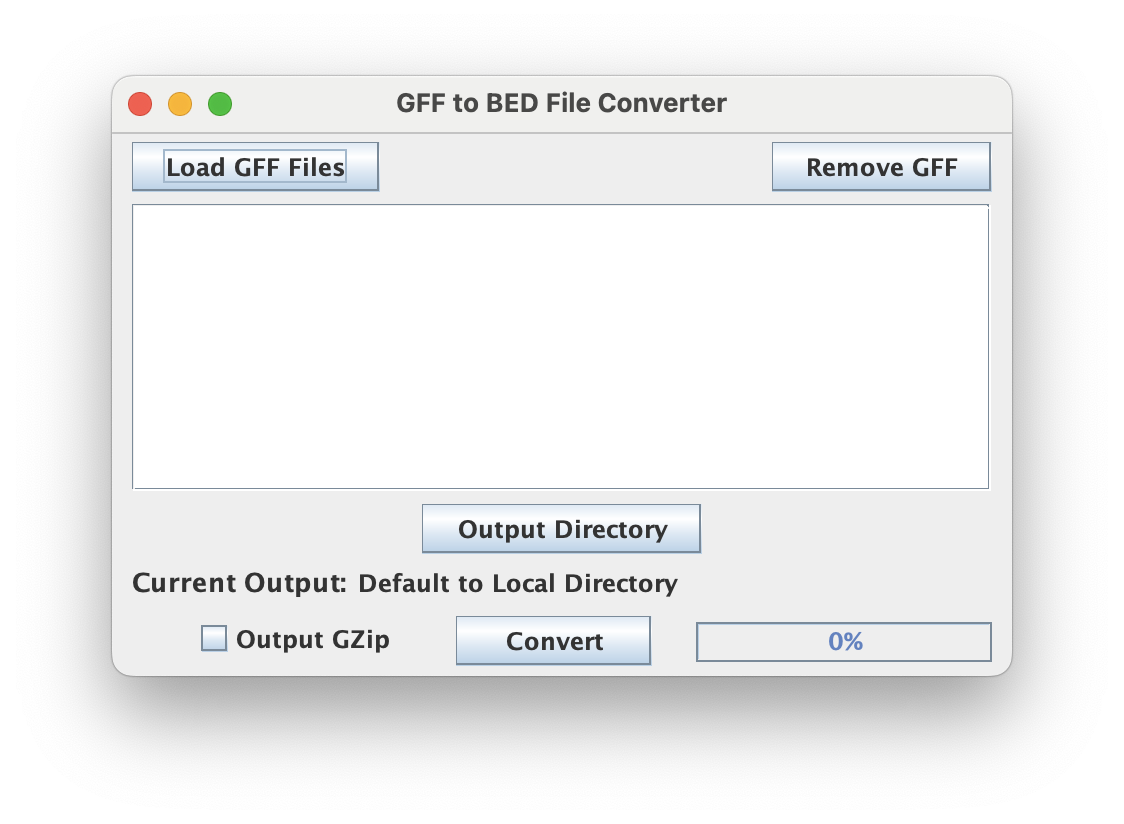 GFF to BED File Converter
Load GFF Files
Remove GFF
Output Directory
Current Output: Default to Local Directory
Output GZip
Convert
0%